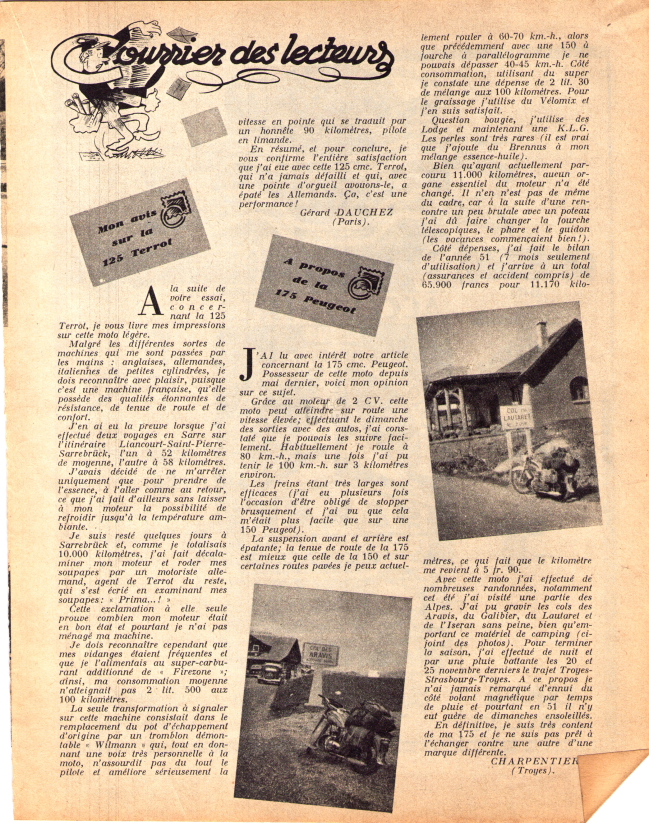 Courrier des lecteurs
Mon avis
sur la
125 Terrot
A la suite de
votre essai,
concer-
nant la 125
Terrot, je vous livre mes impressions
sur cette moto légère.
Malgré les différentes sortes de
machines qui me sont passées par
les mains : anglaises, allemandes,
italiennes de petites cylindrées, je
dois reconnaître avec plaisir, puisque
c'est une machine française, qu'elle
possède des qualités étonnantes de
résistance, de tenue de route et de
confort.
J'en ai eu la preuve lorsque j'ai
effectué deux voyages en Sarre sur
l'itinéraire Liancourt-Saint-Pierre-
Sarrebrück, l'un à 52 kilomètres
de moyenne, l'autre à 58 kilomètres.
J'avais décidé de ne m'arrêter
uniquement que pour prendre de
l'essence, à l'aller comme au retour,
ce que j'ai fait d'ailleurs sans laisser
à mon moteur la possibilité de
refroidir jusqu'à la température am-
biante.
Je suis resté quelques jours à
Sarrebrück et, comme je totalisais
10.000 kilomètres, j'ai fait décala-
miner mon moteur et roder mes
soupapes par un motoriste alle-
mand, agent de Terrot du reste,
qui s'est écrié en examinant mes
soupapes : « Prima...! »
Cette exclamation à elle seule
prouve combien mon moteur était
en bon état et pourtant je n'ai pas
ménagé ma machine.
Je dois reconnaître cependant que
mes vidanges étaient fréquentes et
que je l'alimentais au super-carbu-
rant additionné de « Firezone »;
ainsi, ma consommation moyenne
n'atteignait pas 2 lit. 500 aux
100 kilomètres.
La seule transformation à signaler
sur cette machine consistait dans le
remplacement du pot d'échappement
d'origine par un tromblon démon-
table « Wilmann » qui, tout en don-
nant une voix très personnelle à la
moto, n'assourdit pas du tout le
pilote et améliore sérieusement la
vitesse en pointe qui se traduit par
un honnête 90 kilomètres, pilote
en limande.
En résumé, et pour conclure, je
vous confirme l'entière satisfaction
que j'ai eue avec cette 125 cmc. Terrot,
qui n'a jamais défailli et qui, avec
une pointe d'orgueil avouons-le, a
épaté les Allemands. Ça, c'est une
performance!
Gérard DAUCHEZ
(Paris).
A propos
de la
175 Peugeot
J'AI lu avec intérêt votre article
concernant la 175 cmc. Peugeot.
Possesseur de cette moto depuis
mai dernier, voici mon opinion
sur ce sujet.
Grâce au moteur de 2 CV. cette
moto peut atteindre sur route une
vitesse élevée; effectuant le dimanche
des sorties avec des autos, j'ai cons-
taté que je pouvais les suivre faci-
lement. Habituellement je roule à
80 km.-h., mais une fois j'ai pu
tenir le 100 km.-h. sur 3 kilomètres
environ.
Les freins étant très larges sont
efficaces (j'ai eu plusieurs fois
l'occasion d'être obligé de stopper
brusquement et j'ai vu que cela
m'était plus facile que sur une
150 Peugeot).
La suspension avant et arrière est
épatante; la tenue de route de la 175
est mieux que celle de la 150 et sur
certaines routes pavées je peux actuel-
lement rouler à 60-70 km.-h., alors
que précédemment avec une 150 à
fourche à parallélogramme je ne
pouvais dépasser 40-45 km.-h. Côté
consommation, utilisant du super
je constate une dépense de 2 lit. 30
de mélange aux 100 kilomètres. Pour
le graissage j'utilise du Vélomix et
j'en suis satisfait.
Question bougie, j'utilise des
Lodge et maintenant une K.L.G.
Les perles sont très rares (il est vrai
que j'ajoute du Brennus à mon
mélange essence-huile).
Bien qu'ayant actuellement par-
couru 11.000 kilomètres, aucun or-
gane essentiel du moteur n'a été
changé. Il n'en n'est pas de même
du cadre, car à la suite d'une ren-
contre un peu brutale avec un poteau
j'ai dû faire changer la fourche
télescopiques, le phare et le guidon
(les vacances commençaient bien!).
Côté dépenses, j'ai fait le bilan
de l'année 51 (7 mois seulement
d'utilisation) et j'arrive à un total
(assurances et accident compris) de
65.900 francs pour 11.170 kilo-
COL DU
LAUTARET
COL DES
ARAVIS
mètres, ce qui fait que le kilomètre
me revient à 5 fr. 90.
Avec cette moto j'ai effectué de
nombreuses randonnées, notamment
cet été j'ai visité une partie des
Alpes. J'ai pu gravir les cols des
Aravis, du Galibier, du Lautaret et
de l'Iseran sans peine, bien qu'em-
portant ce matériel de camping (ci-
joint des photos). Pour terminer
la saison, j'ai effectué de nuit et
par une pluie battante les 20 et
25 novembre derniers le trajet Troyes-
Strasbourg-Troyes. A ce propos je
n'ai jamais remarqué d'ennui du
côté volant magnétique par temps
de pluie et pourtant en 51 il n'y
eut guère de dimanches ensoleillés.
En définitive, je suis très content
de ma 175 et je ne suis pas prêt à
l'échanger contre une autre d'une
marque différente.
CHARPENTIER
(Troyes).